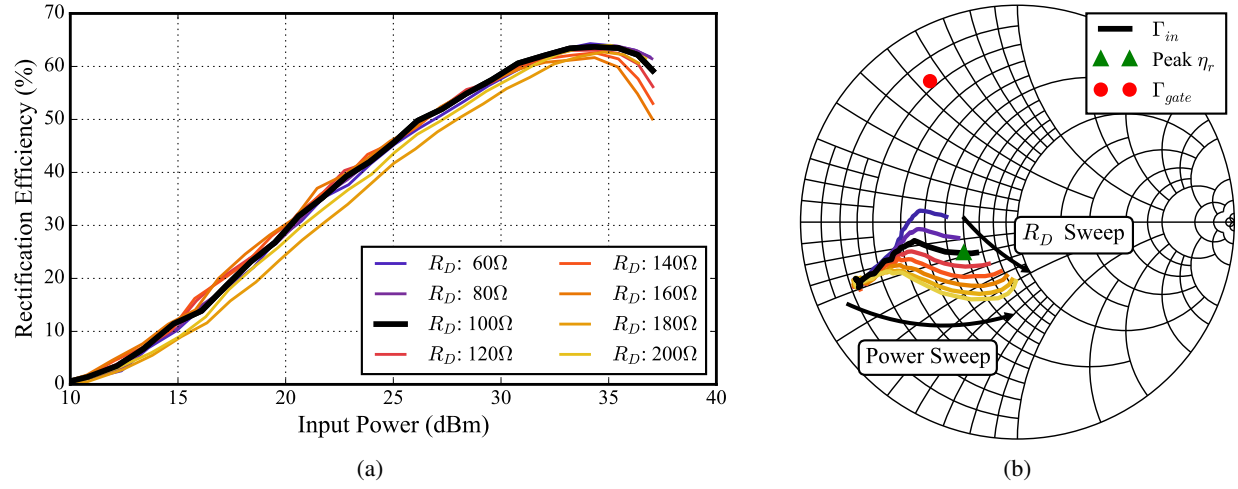 70
60
50
40
30
20
10
0
10
15
20
25
30
35
40
Rectification Efficiency (%)
Input Power (dBm)
R_D: 60Ω
R_D: 80Ω
R_D: 100Ω
R_D: 120Ω
R_D: 140Ω
R_D: 160Ω
R_D: 180Ω
R_D: 200Ω
(a)
Γ_in
Peak η_r
Γ_gate
R_D Sweep
Power Sweep
(b)